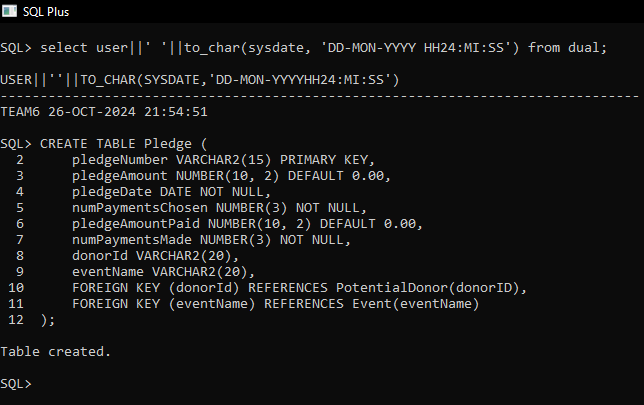 SQL Plus
SQL> select user||' '||to_char(sysdate, 'DD-MON-YYYY HH24:MI:SS') from dual;
USER||''||TO_CHAR(SYSDATE,'DD-MON-YYYYHH24:MI:SS')
--------------------------------------------------------------------------------
TEAM6 26-OCT-2024 21:54:51
SQL> CREATE TABLE Pledge (
  2      pledgeNumber VARCHAR2(15) PRIMARY KEY,
  3      pledgeAmount NUMBER(10, 2) DEFAULT 0.00,
  4      pledgeDate DATE NOT NULL,
  5      numPaymentsChosen NUMBER(3) NOT NULL,
  6      pledgeAmountPaid NUMBER(10, 2) DEFAULT 0.00,
  7      numPaymentsMade NUMBER(3) NOT NULL,
  8      donorId VARCHAR2(20),
  9      eventName VARCHAR2(20),
 10      FOREIGN KEY (donorId) REFERENCES PotentialDonor(donorID),
 11      FOREIGN KEY (eventName) REFERENCES Event(eventName)
 12  );
Table created.
SQL>